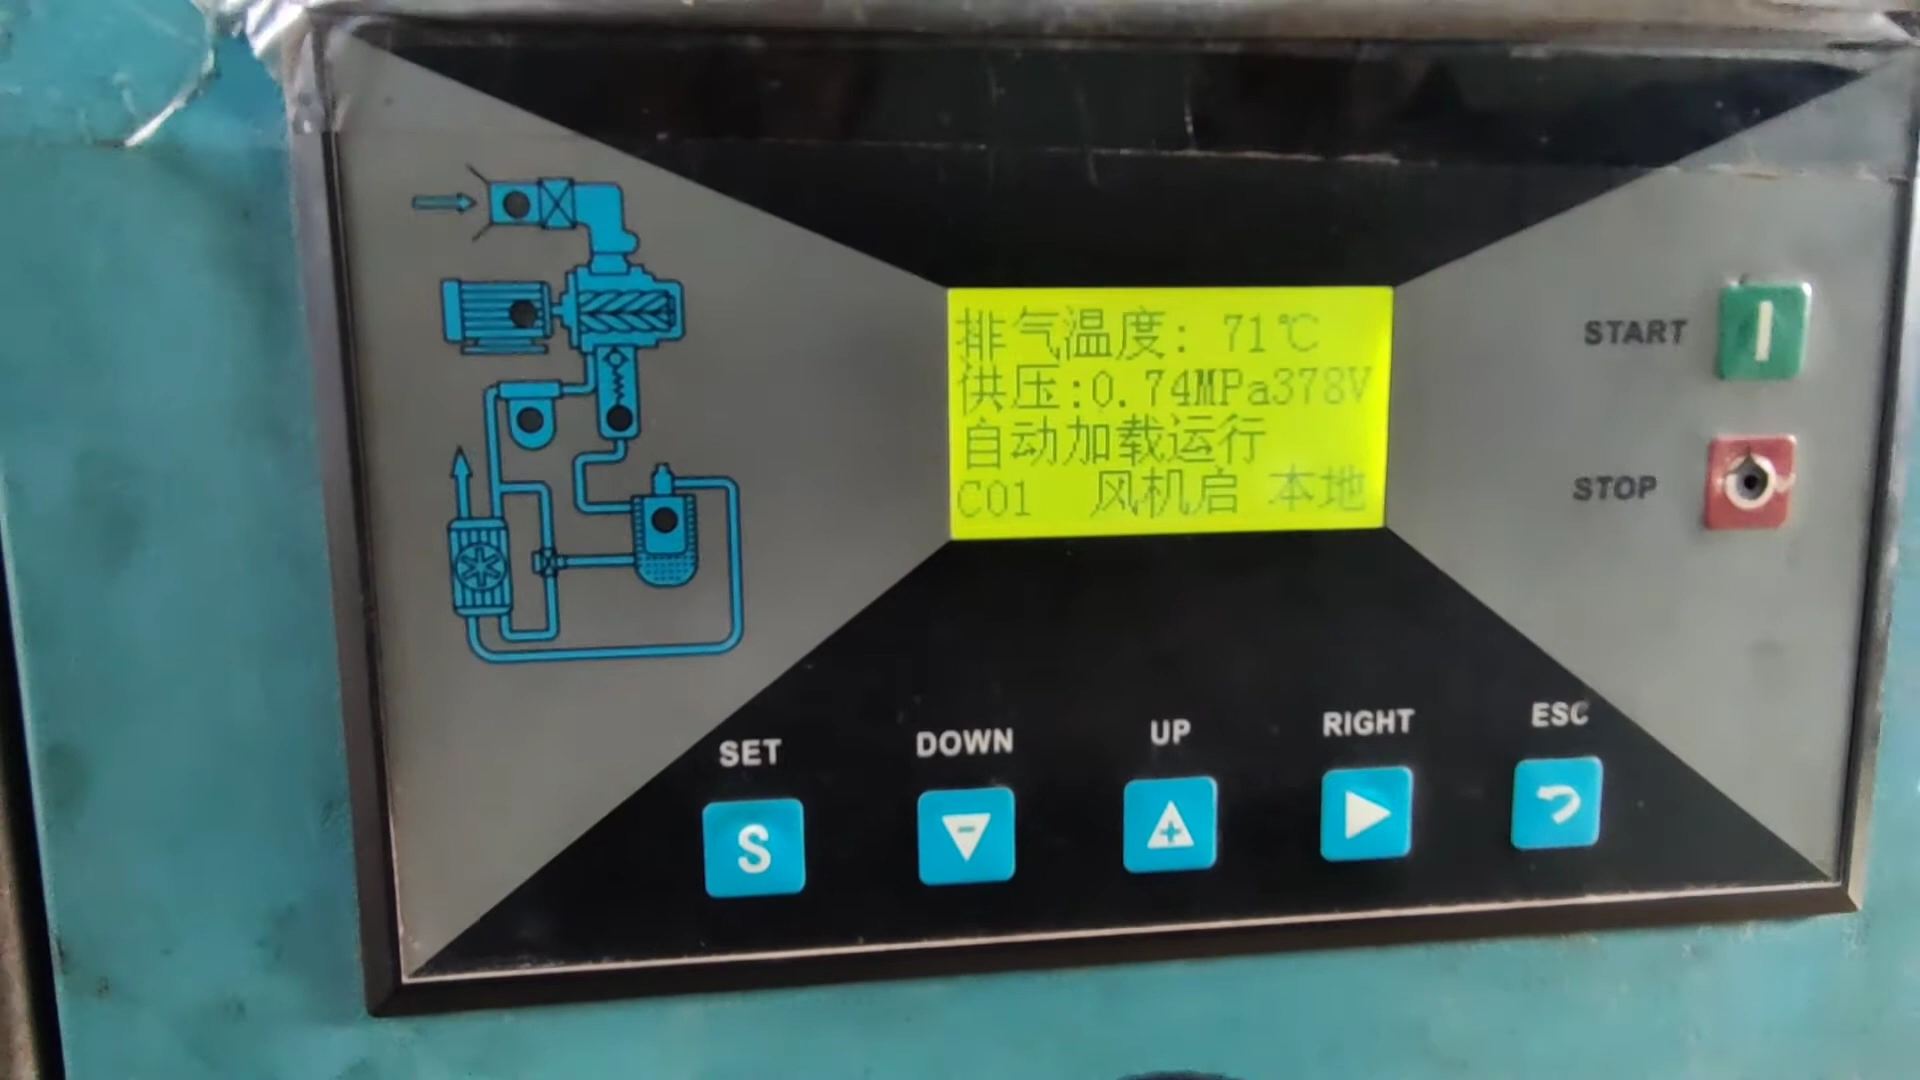 排气温度: 71℃
供压:0.74MPa378V
自动加载运行
C01 风机启 本地
START
STOP
SET
DOWN
UP
RIGHT
ESC
S